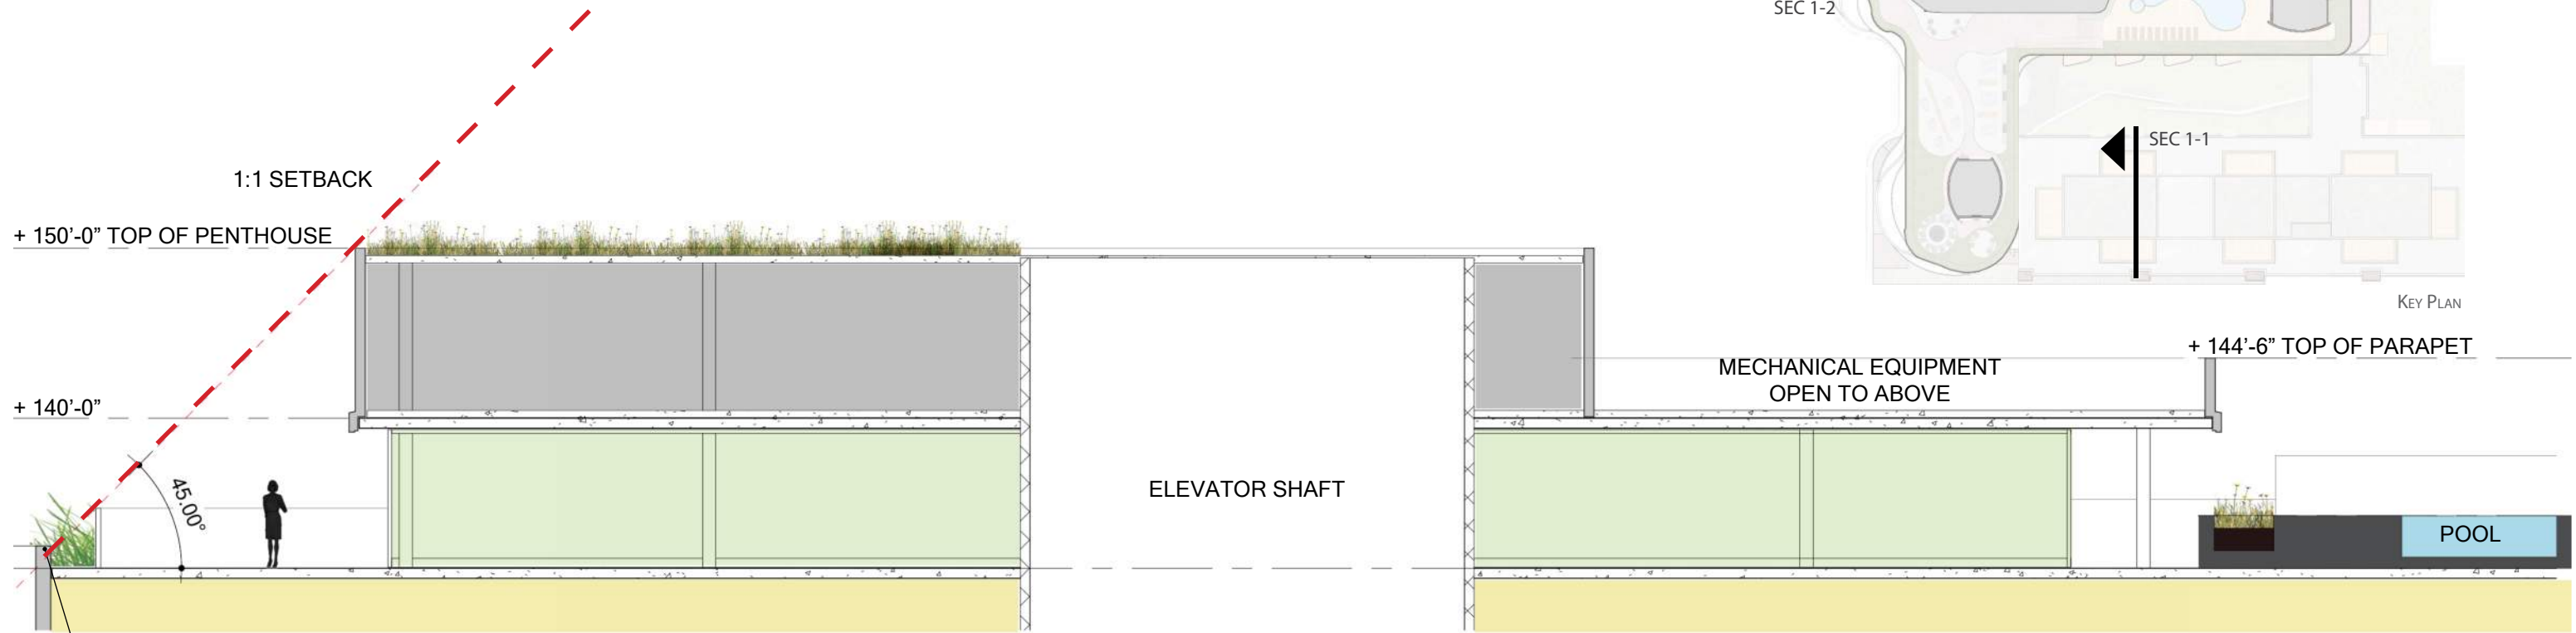 SEC 1-2
SEC 1-1
KEY PLAN
1:1 SETBACK
+ 150'-0” TOP OF PENTHOUSE
+ 144'-6” TOP OF PARAPET
MECHANICAL EQUIPMENT
OPEN TO ABOVE
+ 140'-0”
45.00°
ELEVATOR SHAFT
POOL